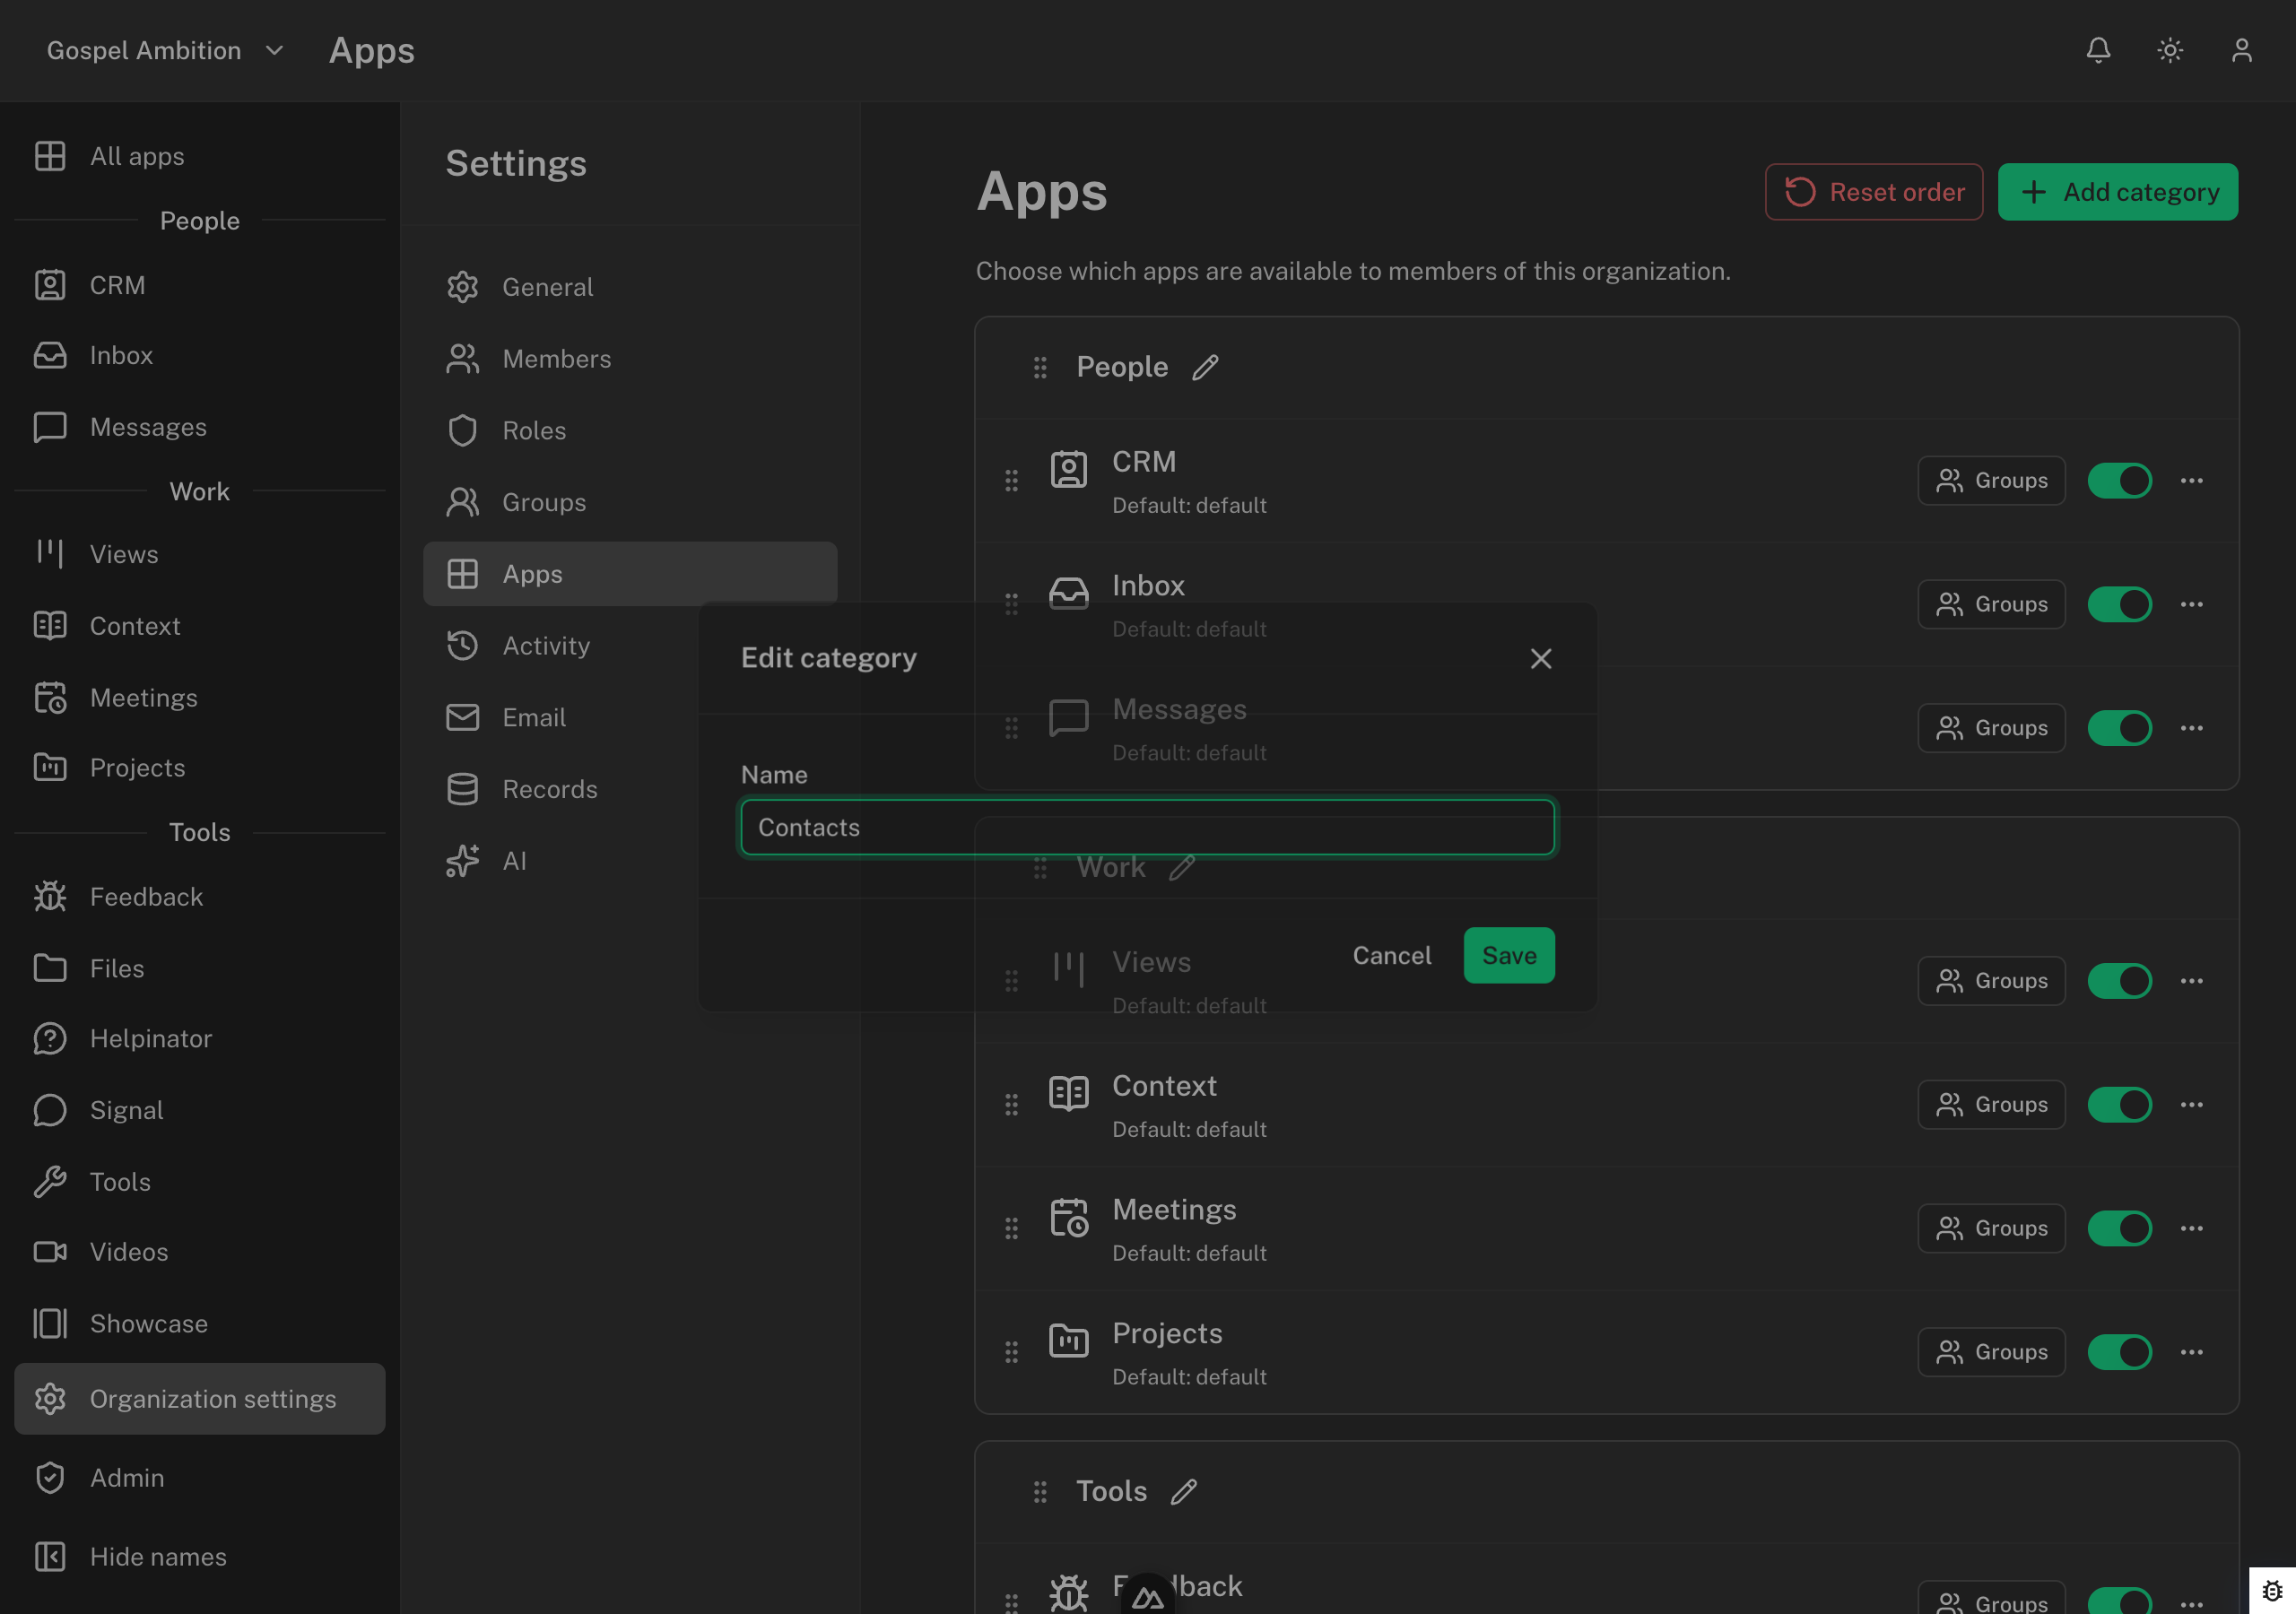 Gospel Ambition
Apps
All apps
People
CRM
Inbox
Messages
Work
Views
Context
Meetings
Projects
Tools
Feedback
Files
Helpinator
Signal
Tools
Videos
Showcase
Organization settings
Admin
Hide names
Settings
General
Members
Roles
Groups
Apps
Activity
Email
Records
AI
Apps
Reset order
Add category
Choose which apps are available to members of this organization.
People
CRM
Default: default
Groups
Inbox
Default: default
Groups
Messages
Default: default
Groups
Edit category
Name
Contacts
Cancel
Save
Work
Views
Default: default
Groups
Context
Default: default
Groups
Meetings
Default: default
Groups
Projects
Default: default
Groups
Tools
Groups